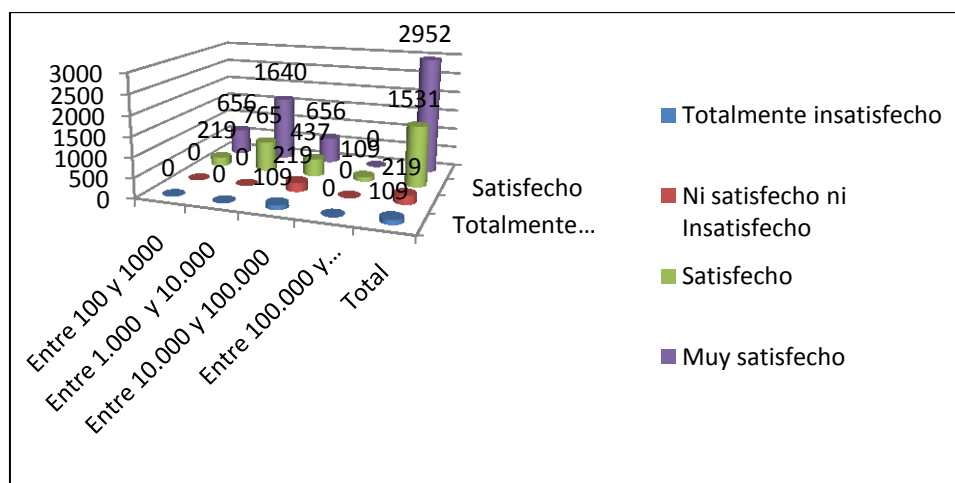 2952
3000
2500
2000
1500
1000
500
0
1640
656
765
656
1531
219
437
0
0
0
219
109
219
0
0
109
0
0
109
Satisfecho
Totalmente...
Entre 100 y 1000
Entre 1.000 y 10.000
Entre 10.000 y 100.000
Entre 100.000 y...
Total
Totalmente insatisfecho
Ni satisfecho ni
Insatisfecho
Satisfecho
Muy satisfecho